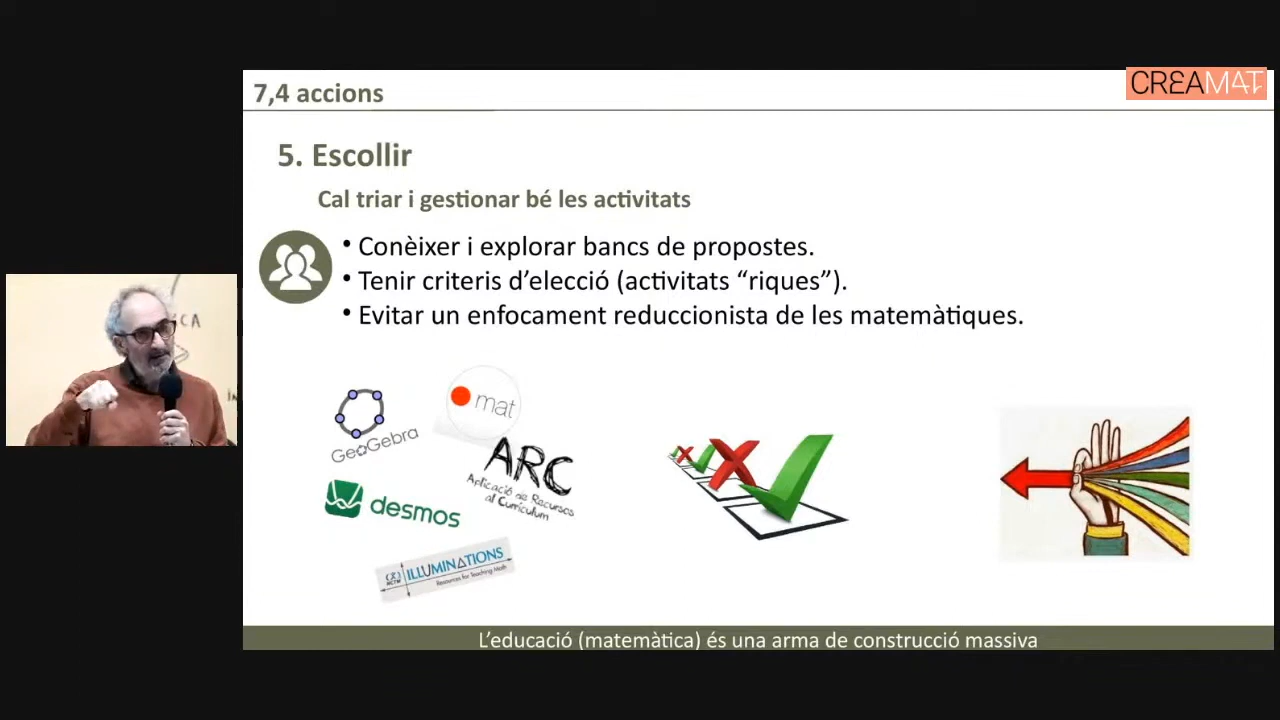 7,4 accions
CREAMAT
5. Escollir
Cal triar i gestionar bé les activitats
• Conèixer i explorar bancs de propostes.
• Tenir criteris d’elecció (activitats “riques”).
• Evitar un enfocament reduccionista de les matemàtiques.
mat
GeoGebra
ARC
Aplicació de Recursos
al Currículum
desmos
NCTM
ILLUMINATIONS
Resources for Teaching Math
L’educació (matemàtica) és una arma de construcció massiva